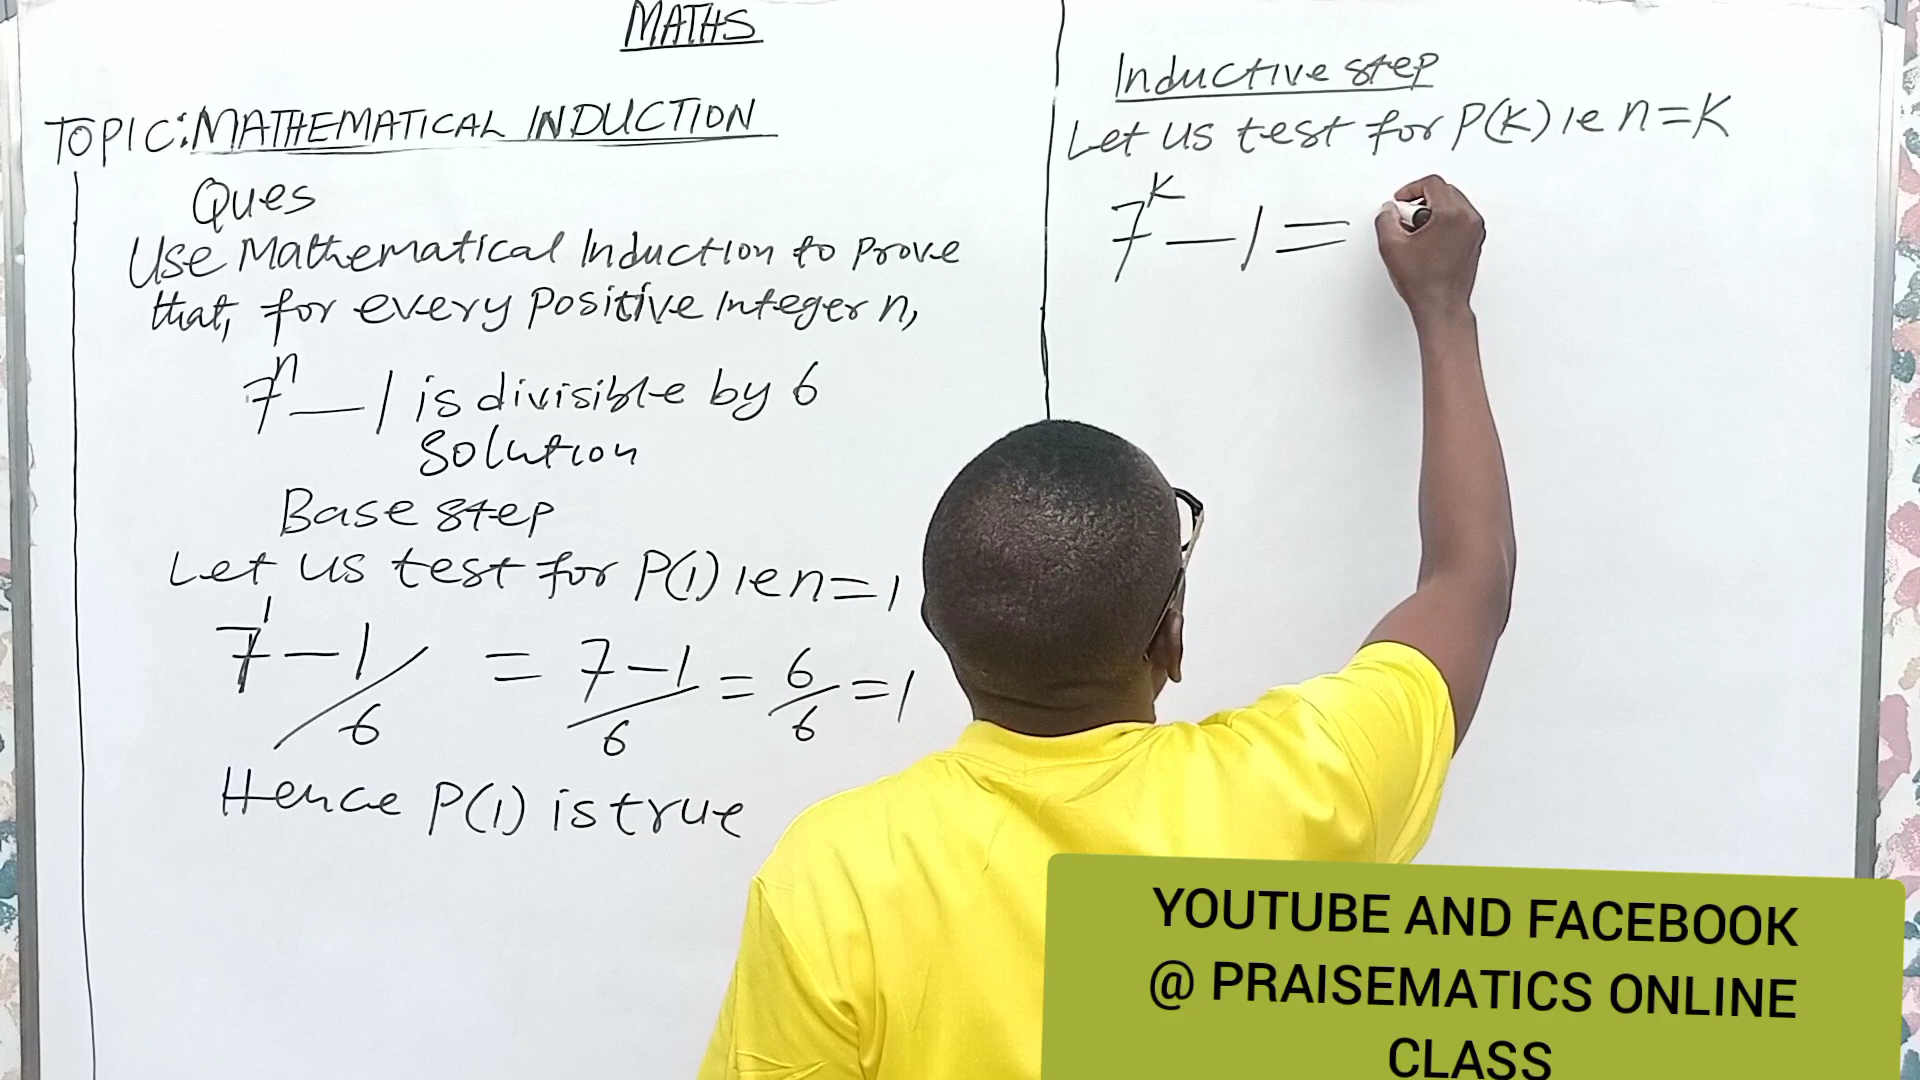 MATHS
TOPIC: MATHEMATICAL INDUCTION
Ques
Use Mathematical Induction to prove
that, for every positive Integer n,
7ⁿ — 1 is divisible by 6
Solution
Base step
Let us test for P(1) ie n=1
7¹ — 1/6 = 7—1/6 = 6/6 = 1
Hence P(1) is true
Inductive step
Let us test for P(K) ie n=K
7ᴷ — 1 =
YOUTUBE AND FACEBOOK
@ PRAISEMATICS ONLINE
CLASS